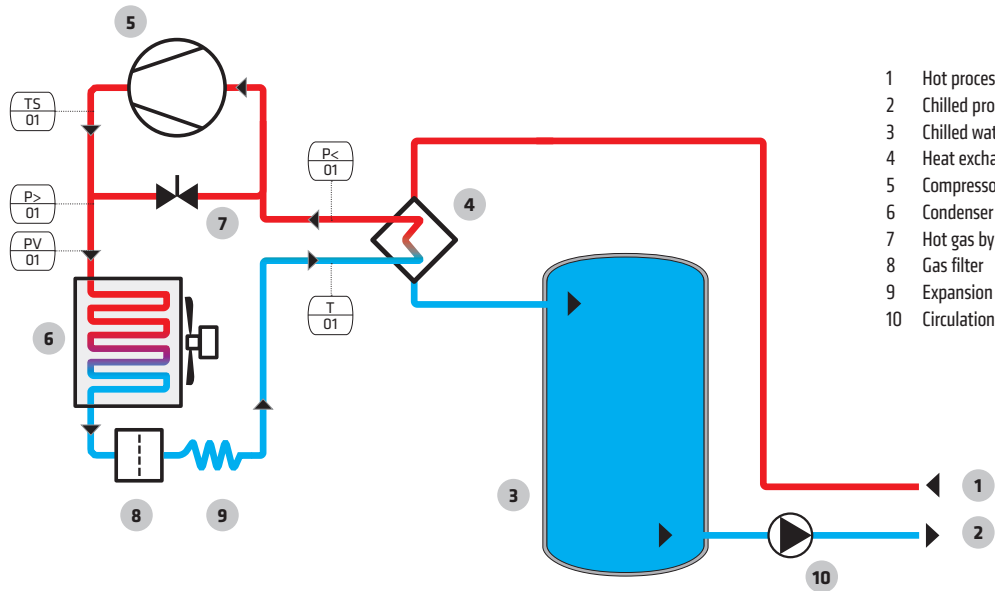 5
TS
01
P<
01
P>
01
4
7
PV
01
T
01
6
3
8
9
1
2
10
1 Hot proces
2 Chilled pro
3 Chilled wat
4 Heat excha
5 Compresso
6 Condenser
7 Hot gas by
8 Gas filter
9 Expansion
10 Circulation